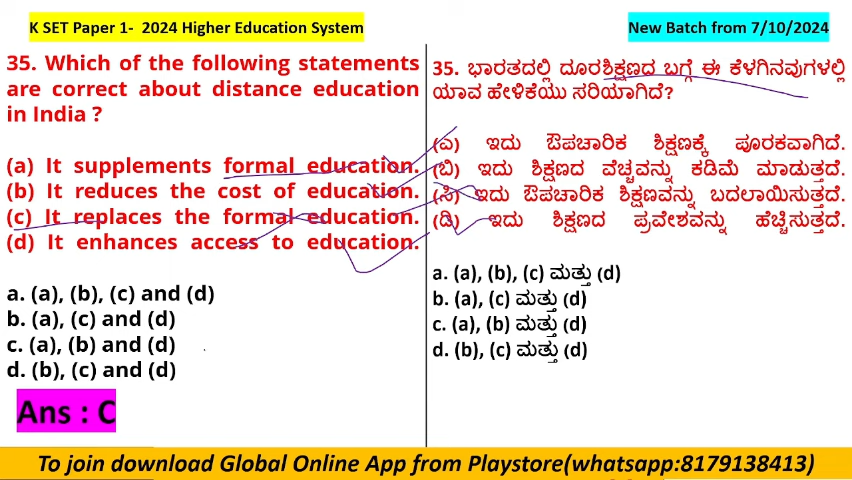 K SET Paper 1-  2024 Higher Education System
New Batch from 7/10/2024
35. Which of the following statements
are correct about distance education
in India ?
(a) It supplements formal education.
(b) It reduces the cost of education.
(c) It replaces the formal education.
(d) It enhances access to education.
a. (a), (b), (c) and (d)
b. (a), (c) and (d)
c. (a), (b) and (d)
d. (b), (c) and (d)
Ans : C
35. ಭಾರತದಲ್ಲಿ ದೂರಶಿಕ್ಷಣದ ಬಗ್ಗೆ ಈ ಕೆಳಗಿನವುಗಳಲ್ಲಿ
ಯಾವ ಹೇಳಿಕೆಯು ಸರಿಯಾಗಿದೆ?
(ಎ) ಇದು ಔಪಚಾರಿಕ ಶಿಕ್ಷಣಕ್ಕೆ ಪೂರಕವಾಗಿದೆ.
(ಬಿ) ಇದು ಶಿಕ್ಷಣದ ವೆಚ್ಚವನ್ನು ಕಡಿಮೆ ಮಾಡುತ್ತದೆ.
(ಸಿ) ಇದು ಔಪಚಾರಿಕ ಶಿಕ್ಷಣವನ್ನು ಬದಲಾಯಿಸುತ್ತದೆ.
(ಡಿ) ಇದು ಶಿಕ್ಷಣದ ಪ್ರವೇಶವನ್ನು ಹೆಚ್ಚಿಸುತ್ತದೆ.
a. (a), (b), (c) ಮತ್ತು (d)
b. (a), (c) ಮತ್ತು (d)
c. (a), (b) ಮತ್ತು (d)
d. (b), (c) ಮತ್ತು (d)
To join download Global Online App from Playstore(whatsapp:8179138413)